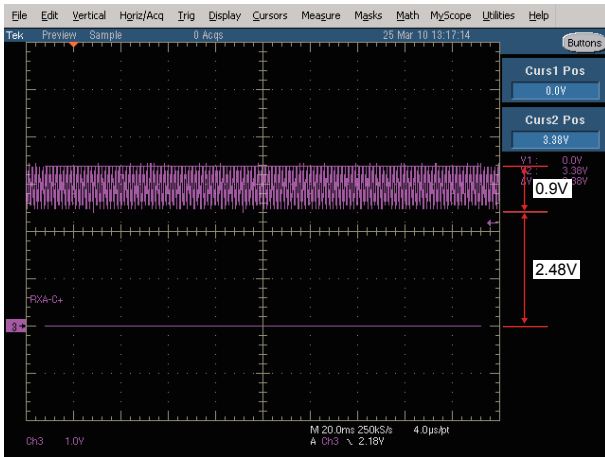 File Edit Vertical Horiz/Acq Trig Display Cursors Measure Masks Math MyScope Utilities Help
Tek Preview Sample 0 Acqs 25 Mar 10 13:17:14
Buttons
Curs1 Pos
0.0V
Curs2 Pos
3.38V
V1: 0.0V
V2: 3.38V
0.9V
2.48V
RXA-C+
3
M 20.0ms 250kS/s 4.0µs/pt
Ch3 1.0V
A Ch3 \ 2.18V